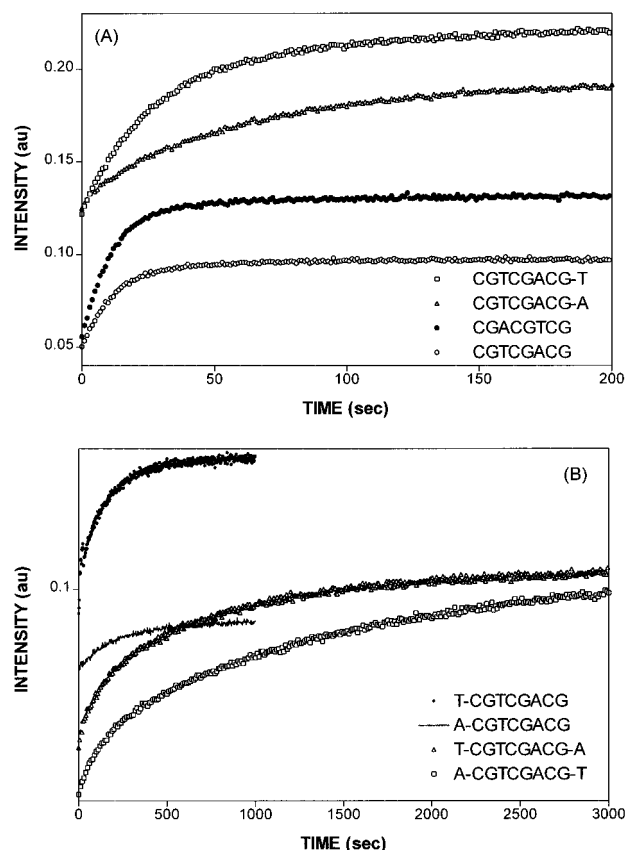 (A)
0.20
0.15
0.10
0.05
INTENSITY (au)
CGTCGACG-T
CGTCGACG-A
CGACGTCG
CGTCGACG
0 50 100 150 200
TIME (sec)
(B)
0.1
INTENSITY (au)
T-CGTCGACG
A-CGTCGACG
T-CGTCGACG-A
A-CGTCGACG-T
0 500 1000 1500 2000 2500 3000
TIME (sec)